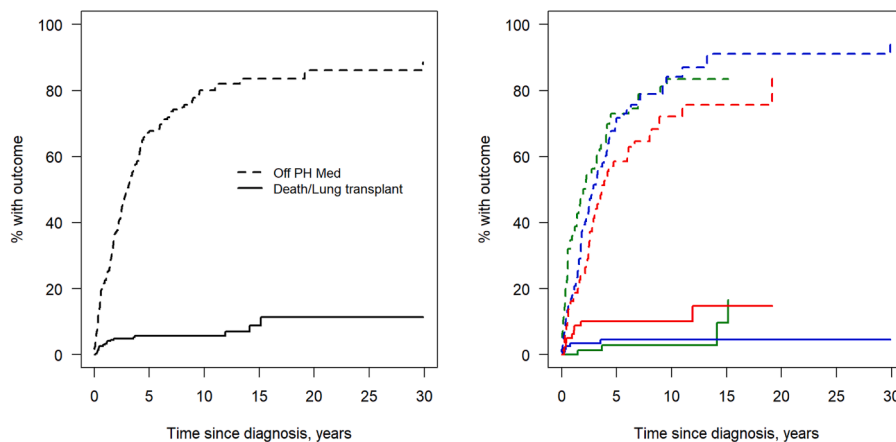 100
80
60
40
20
0
% with outcome
Off PH Med
Death/Lung transplant
0 5 10 15 20 25 30
Time since diagnosis, years
100
80
60
40
20
0
% with outcome
0 5 10 15 20 25 30
Time since diagnosis, years